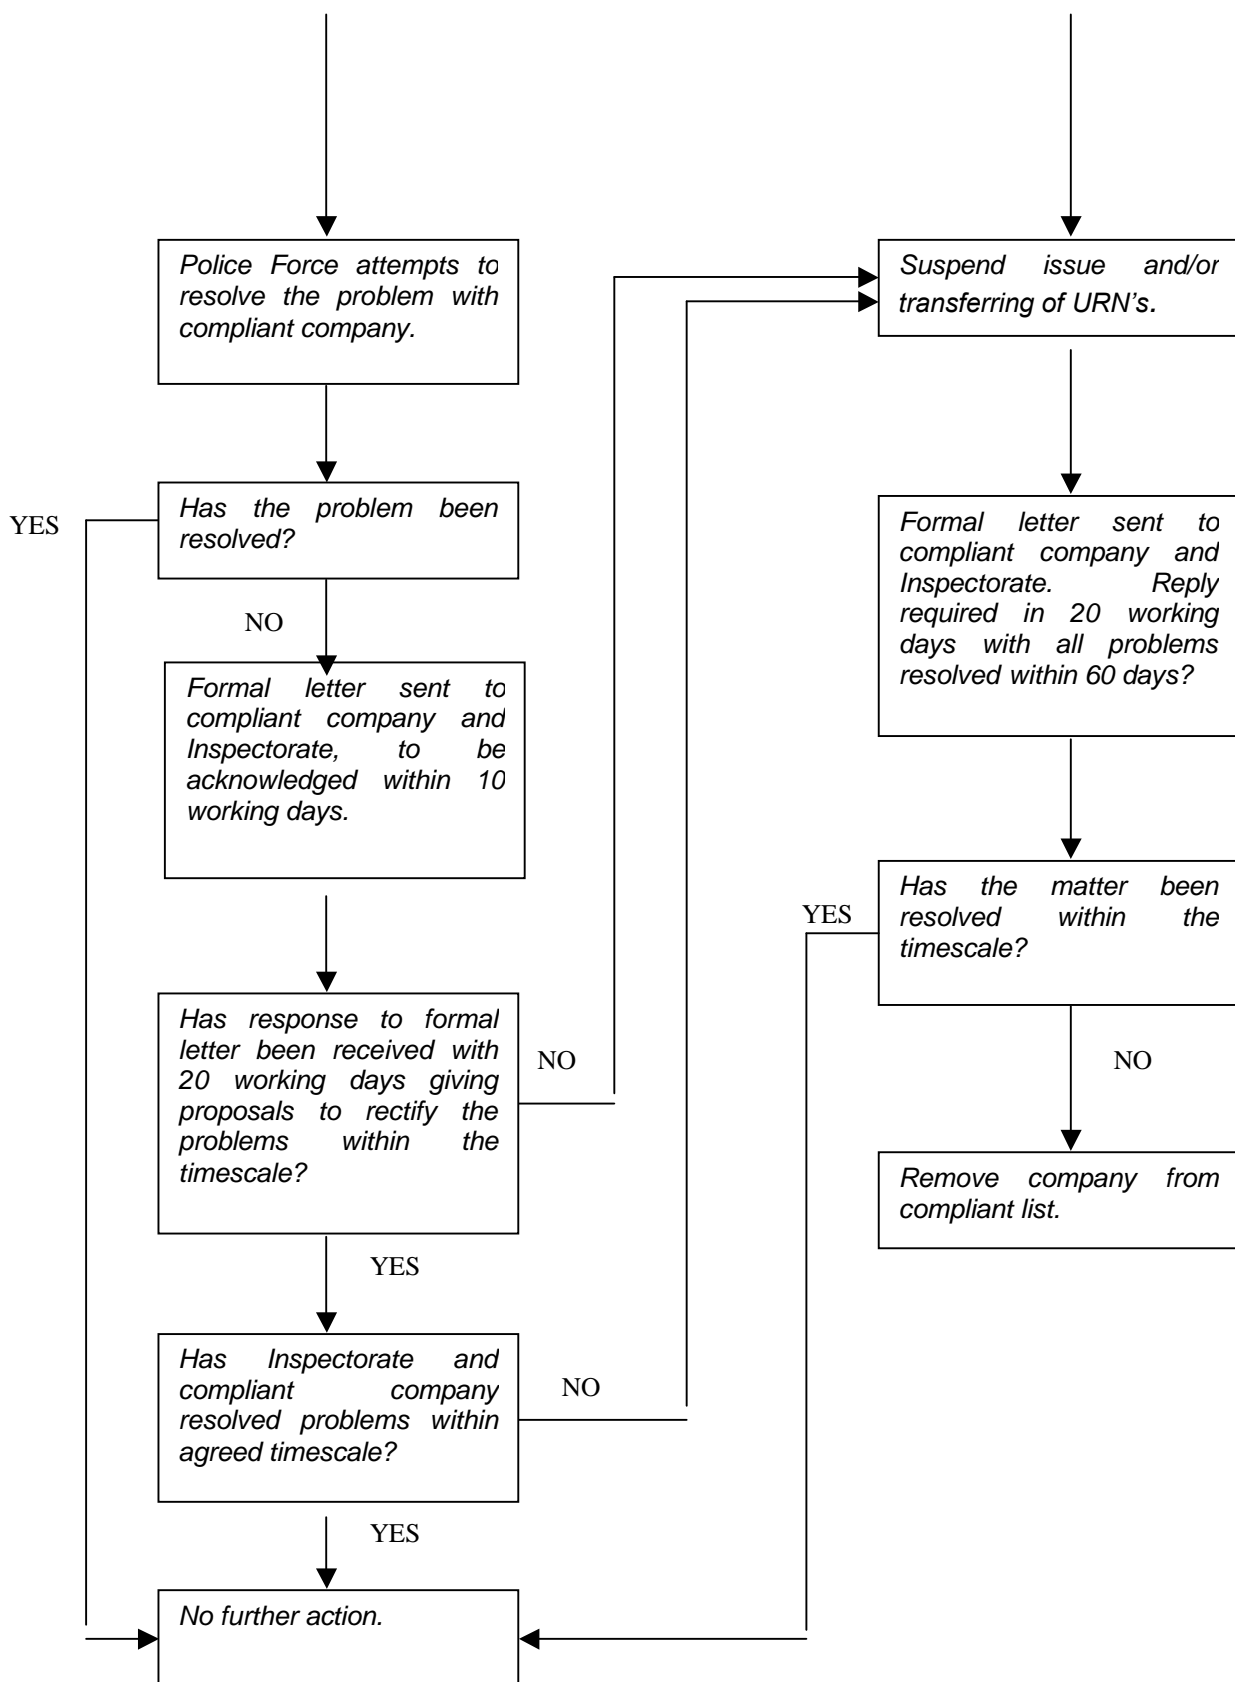 Police Force attempts to
resolve the problem with
compliant company.
Suspend issue and/or
transferring of URN’s.
YES
Has the problem been
resolved?
NO
Formal letter sent to
compliant company and
Inspectorate. Reply
required in 20 working
days with all problems
resolved within 60 days?
Formal letter sent to
compliant company and
Inspectorate, to be
acknowledged within 10
working days.
YES
Has the matter been
resolved within the
timescale?
Has response to formal
letter been received with
20 working days giving
proposals to rectify the
problems within the
timescale?
NO
NO
Remove company from
compliant list.
YES
Has Inspectorate and
compliant company
resolved problems within
agreed timescale?
NO
YES
No further action.